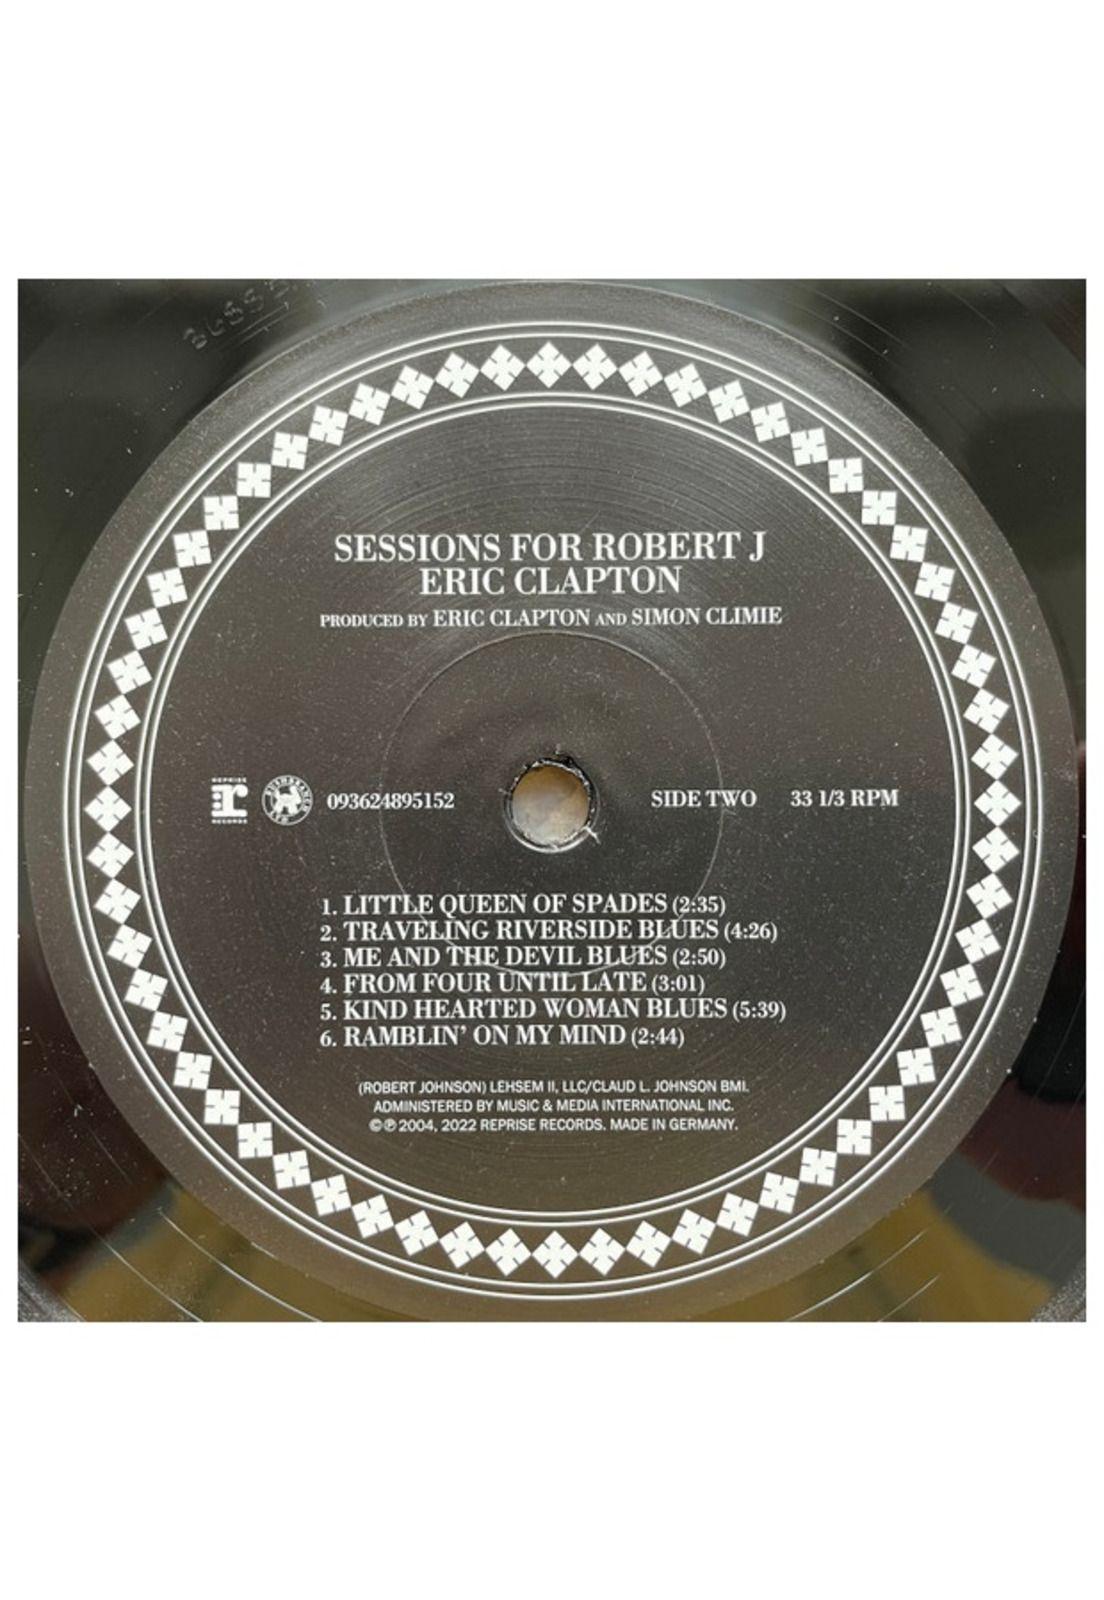 SESSIONS FOR ROBERT J
ERIC CLAPTON
PRODUCED BY ERIC CLAPTON AND SIMON CLIMIE
REPRISE
r
RECORDS
BUSHBRANCH
093624895152
SIDE TWO
33 1/3 RPM
1. LITTLE QUEEN OF SPADES (2:35)
2. TRAVELING RIVERSIDE BLUES (4:26)
3. ME AND THE DEVIL BLUES (2:50)
4. FROM FOUR UNTIL LATE (3:01)
5. KIND HEARTED WOMAN BLUES (5:39)
6. RAMBLIN' ON MY MIND (2:44)
(ROBERT JOHNSON) LEHSEM II, LLC/CLAUD L. JOHNSON BMI.
ADMINISTERED BY MUSIC & MEDIA INTERNATIONAL INC.
©℗ 2004, 2022 REPRISE RECORDS. MADE IN GERMANY.